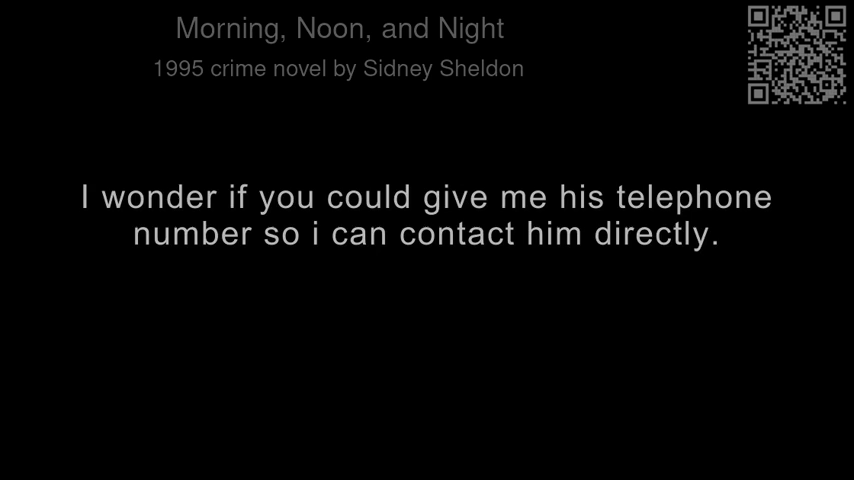 Morning, Noon, and Night
1995 crime novel by Sidney Sheldon
I wonder if you could give me his telephone
number so i can contact him directly.